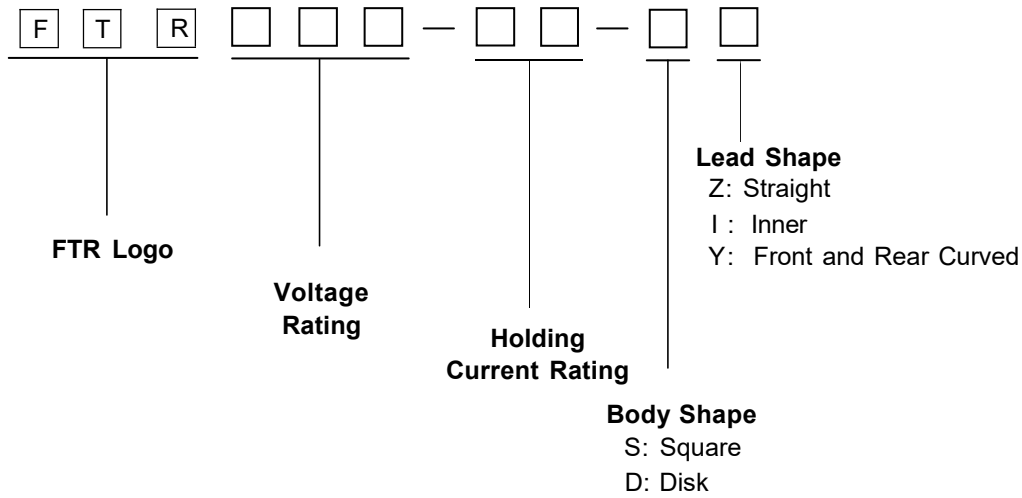 F T R □ □ □ — □ □ — □ □
Lead Shape
Z: Straight
I : Inner
Y: Front and Rear Curved
FTR Logo
Voltage
Rating
Holding
Current Rating
Body Shape
S: Square
D: Disk